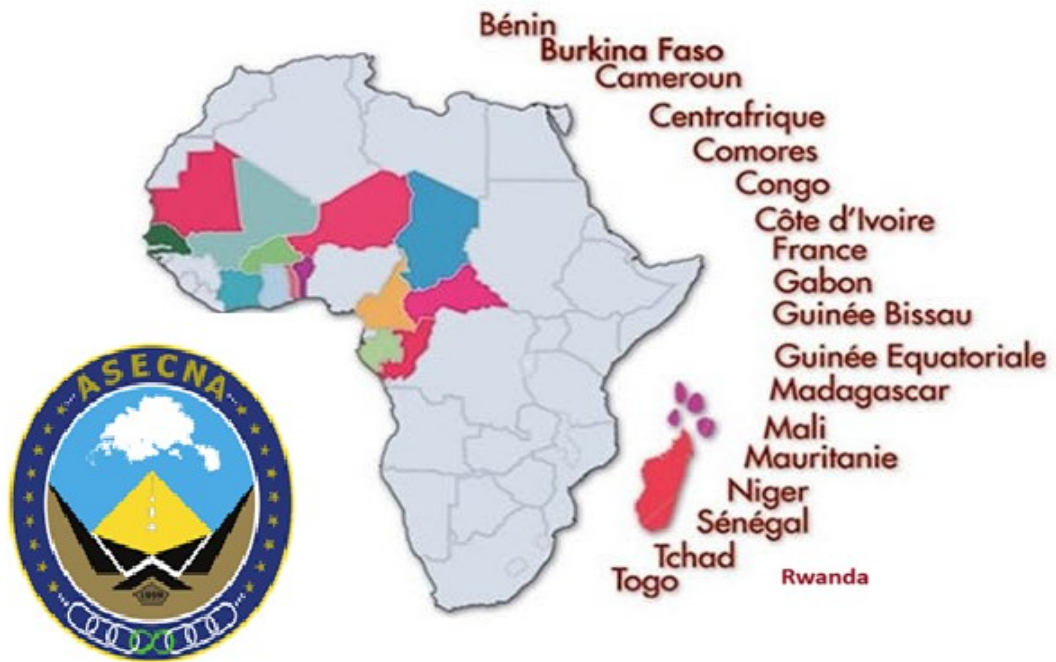 Bénin
Burkina Faso
Cameroun
Centrafrique
Comores
Congo
Côte d'Ivoire
France
Gabon
Guinée Bissau
Guinée Equatoriale
Madagascar
Mali
Mauritanie
Niger
Sénégal
Tchad
Togo
Rwanda
ASECNA